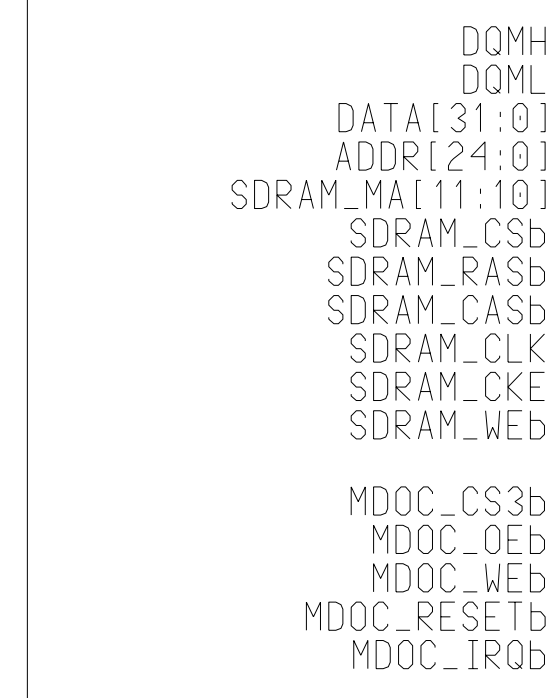 DQMH
DQML
DATA[31:0]
ADDR[24:0]
SDRAM_MA[11:10]
SDRAM_CSb
SDRAM_RASb
SDRAM_CASb
SDRAM_CLK
SDRAM_CKE
SDRAM_WEb
MDOC_CS3b
MDOC_OEb
MDOC_WEb
MDOC_RESETb
MDOC_IRQb